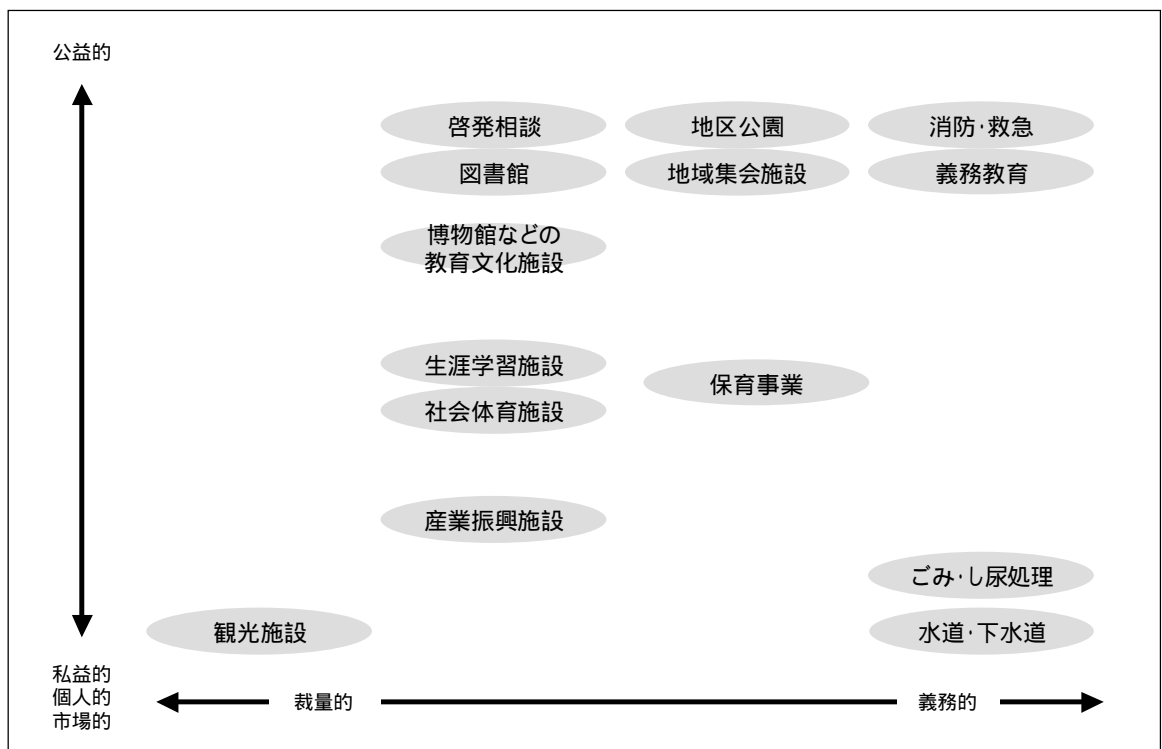 公益的
啓発相談
地区公園
消防・救急
図書館
地域集会施設
義務教育
博物館などの
教育文化施設
生涯学習施設
保育事業
社会体育施設
産業振興施設
ごみ・し尿処理
観光施設
水道・下水道
私益的
個人的
市場的
裁量的
義務的